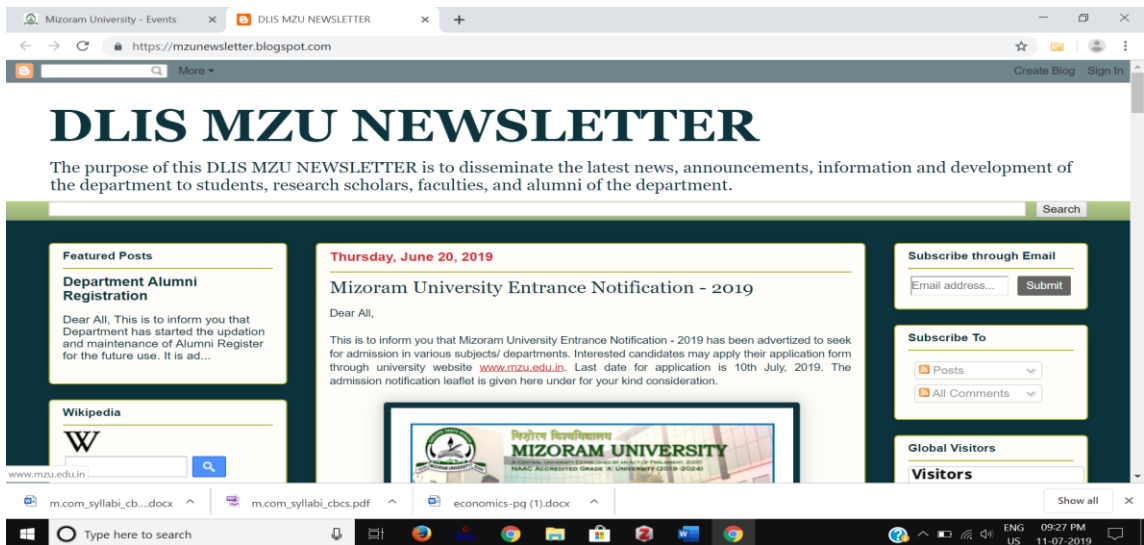 Mizoram University - Events
DLIS MZU NEWSLETTER
https://mzunewsletter.blogspot.com
More
Create Blog Sign In
DLIS MZU NEWSLETTER
The purpose of this DLIS MZU NEWSLETTER is to disseminate the latest news, announcements, information and development of
the department to students, research scholars, faculties, and alumni of the department.
Search
Featured Posts
Department Alumni
Registration
Dear All, This is to inform you that
Department has started the updation
and maintenance of Alumni Register
for the future use. It is ad...
Wikipedia
W
www.mzu.edu.in
Thursday, June 20, 2019
Mizoram University Entrance Notification - 2019
Dear All,
This is to inform you that Mizoram University Entrance Notification - 2019 has been advertized to seek
for admission in various subjects/ departments. Interested candidates may apply their application form
through university website www.mzu.edu.in. Last date for application is 10th July, 2019. The
admission notification leaflet is given here under for your kind consideration.
मिज़ोरम विश्वविद्यालय
MIZORAM UNIVERSITY
A CENTRAL UNIVERSITY ESTABLISHED BY AN ACT OF PARLIAMENT, 2000
NAAC ACCREDITED GRADE 'A' UNIVERSITY (2019-2024)
Subscribe through Email
Email address... Submit
Subscribe To
Posts
All Comments
Global Visitors
Visitors
m.com_syllabi_cb....docx
m.com_syllabi_cbcs.pdf
economics-pg (1).docx
Show all
Type here to search
ENG 09:27 PM
US 11-07-2019